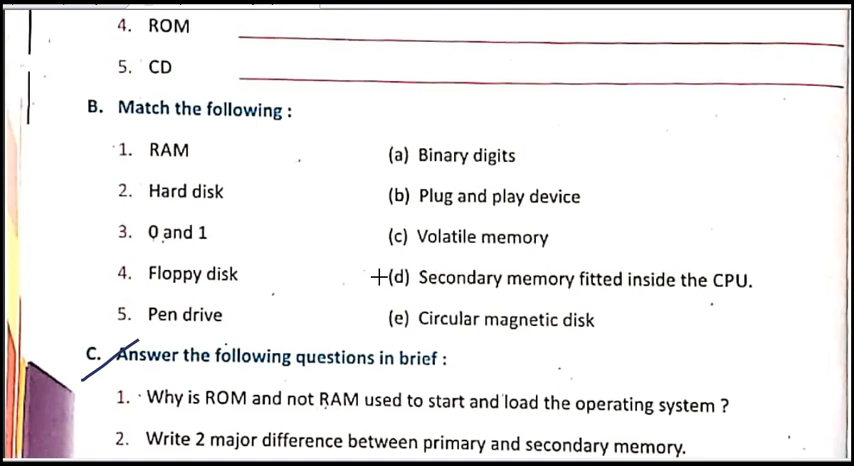 4. ROM
5. CD
B. Match the following :
1. RAM (a) Binary digits
2. Hard disk (b) Plug and play device
3. 0 and 1 (c) Volatile memory
4. Floppy disk (d) Secondary memory fitted inside the CPU.
5. Pen drive (e) Circular magnetic disk
C. Answer the following questions in brief :
1. Why is ROM and not RAM used to start and load the operating system ?
2. Write 2 major difference between primary and secondary memory.